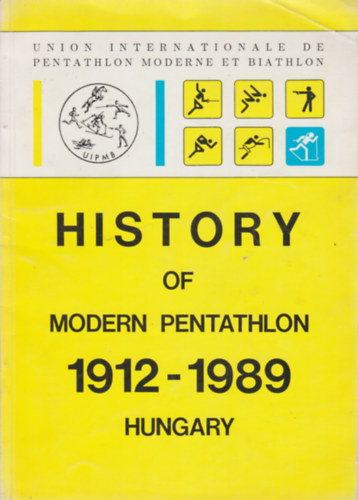 UNION INTERNATIONALE DE
PENTATHLON MODERNE ET BIATHLON
UIPMB
HISTORY
OF
MODERN PENTATHLON
1912-1989
HUNGARY